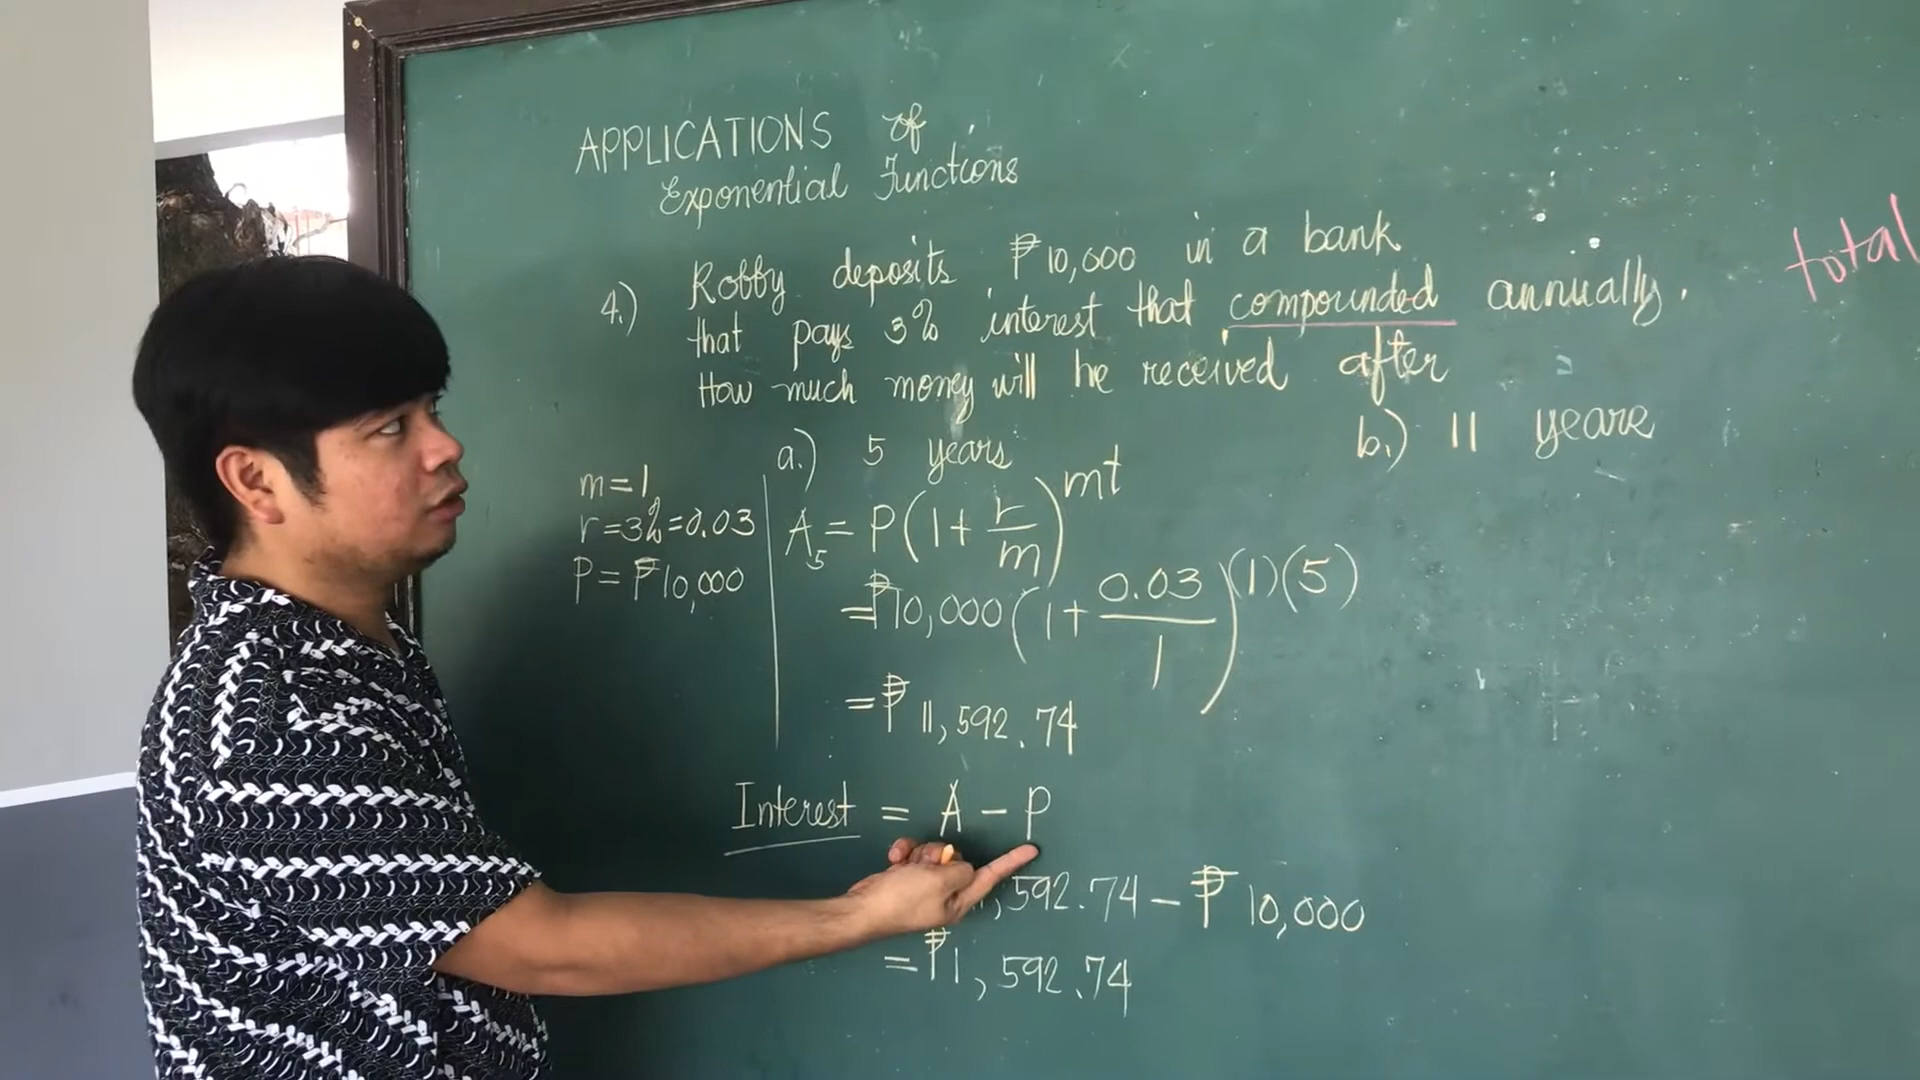 APPLICATIONS of
Exponential Functions
4.) Robby deposits ₱10,000 in a bank
that pays 3% interest that compounded annually.
How much money will he received after
a.) 5 years
b.) 11 years
m=1
r=3%=0.03
P=₱10,000
A₅=P(1+r/m)^mt
=₱10,000(1+0.03/1)^(1)(5)
=₱11,592.74
Interest = A-P
,592.74-₱10,000
=₱1,592.74
total